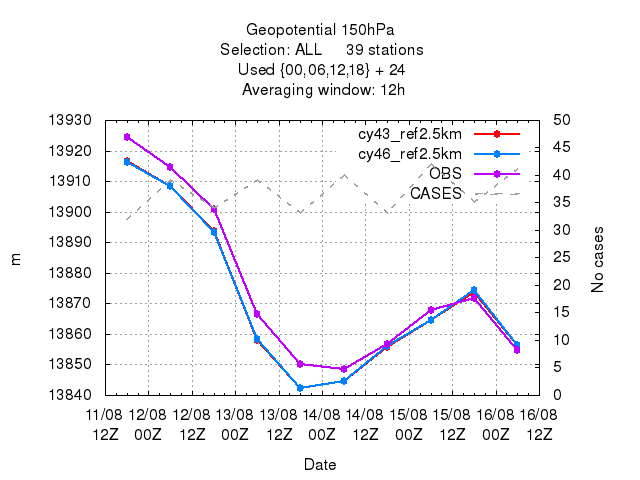 Geopotential 150hPa
Selection: ALL     39 stations
Used {00,06,12,18} + 24
Averaging window: 12h
cy43_ref2.5km
cy46_ref2.5km
OBS
CASES
13930
13920
13910
13900
13890
13880
13870
13860
13850
13840
m
50
45
40
35
30
25
20
15
10
5
0
No cases
11/08 12/08 12/08 13/08 13/08 14/08 14/08 15/08 15/08 16/08 16/08
12Z 00Z 12Z 00Z 12Z 00Z 12Z 00Z 12Z 00Z 12Z
Date